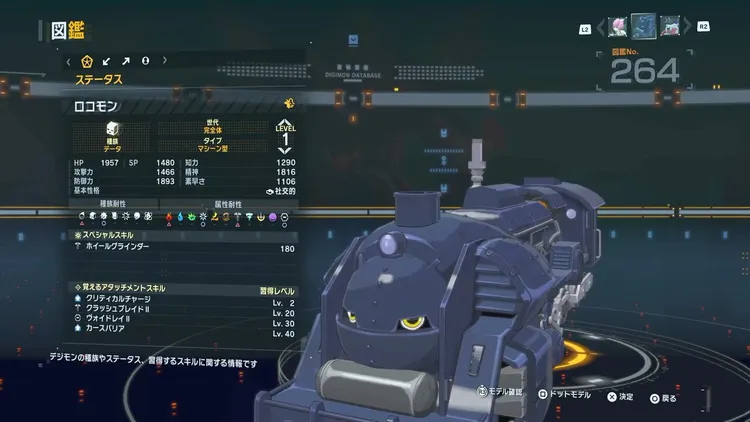 図鑑
L2
R2
ステータス
DIGIMON DATABASE
図鑑No.
264
ロコモン
種族
データ
世代
完全体
タイプ
マシーン型
LEVEL
1
HP 1957 SP 1480 知力 1290
攻撃力 1466 精神 1816
防御力 1893 素早さ 1106
基本性格 社交的
種族耐性 属性耐性
スペシャルスキル
ホイールグラインダー 180
覚えるアタッチメントスキル 習得レベル
クリティカルチャージ Lv. 2
クラッシュブレイドⅡ Lv. 20
ヴォイドレイⅡ Lv. 30
カースバリア Lv. 40
デジモンの種族やステータス、習得するスキルに関する情報です
モデル確認 ドットモデル 決定 戻る